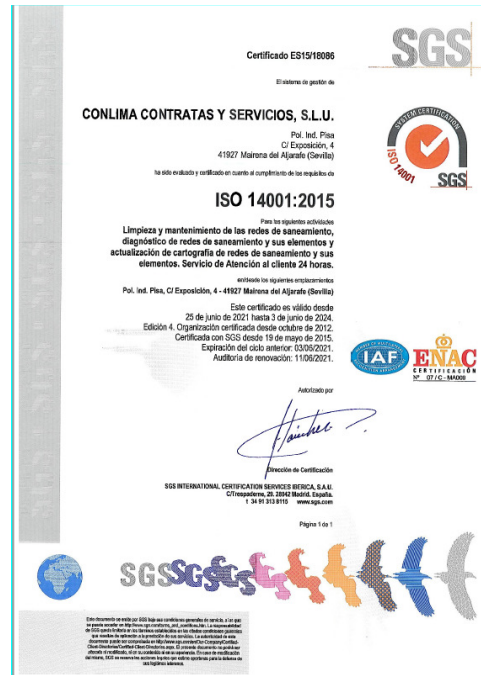 SGS
Certificado ES15/18086
El sistema de gestión de
CONLIMA CONTRATAS Y SERVICIOS, S.L.U.
Pol. Ind. Pisa
C/ Exposición, 4
41927 Mairena del Aljarafe (Sevilla)
ha sido evaluado y certificado en cuanto al cumplimiento de los requisitos de
SYSTEM CERTIFICATION
ISO 14001
SGS
ISO 14001:2015
Para las siguientes actividades
Limpieza y mantenimiento de las redes de saneamiento,
diagnóstico de redes de saneamiento y sus elementos y
actualización de cartografía de redes de saneamiento y sus
elementos. Servicio de Atención al cliente 24 horas.
en/desde los siguientes emplazamientos
Pol. Ind. Pisa, C/ Exposición, 4 - 41927 Mairena del Aljarafe (Sevilla)
Este certificado es válido desde
25 de junio de 2021 hasta 3 de junio de 2024.
Edición 4. Organización certificada desde octubre de 2012.
Certificada con SGS desde 19 de mayo de 2015.
Expiración del ciclo anterior: 03/06/2021.
Auditoría de renovación: 11/06/2021.
IAF
ENAC
CERTIFICACIÓN
Nº 07 / C - MA008
Autorizado por
Dirección de Certificación
SGS INTERNATIONAL CERTIFICATION SERVICES IBERICA, S.A.U.
C/Trespaderne, 29. 28042 Madrid. España.
t 34 91 313 8115 www.sgs.com
Página 1 de 1
SGSSGSSGS